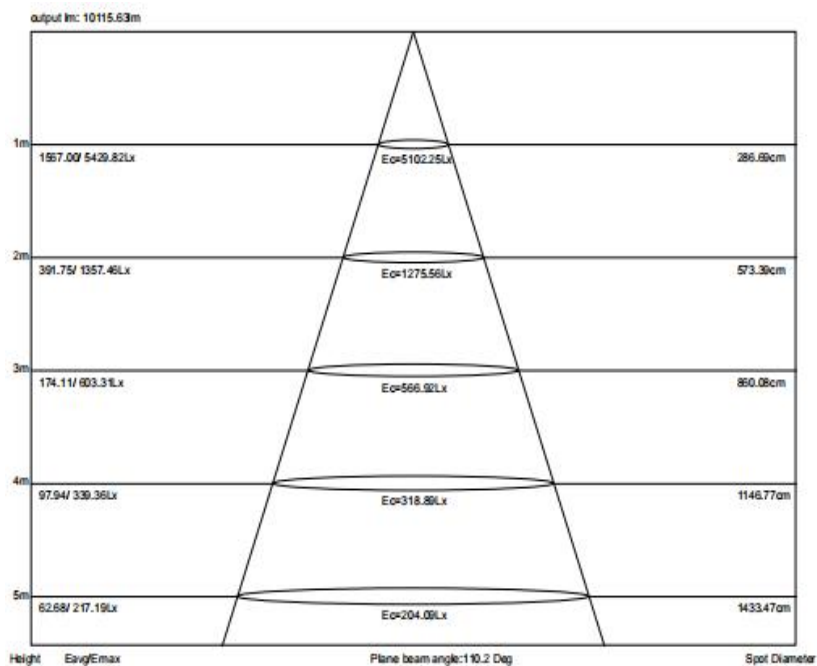 output lm: 10115.63lm
1m
1567.00/ 5429.82Lx
Ec=5102.25Lx
286.69cm
2m
391.75/ 1357.46Lx
Ec=1275.56Lx
573.39cm
3m
174.11/ 603.31Lx
Ec=566.92Lx
860.08cm
4m
97.94/ 339.36Lx
Ec=318.89Lx
1146.77cm
5m
62.68/ 217.19Lx
Ec=204.09Lx
1433.47cm
Height Eavg/Emax Plane beam angle:110.2 Deg Spot Diameter